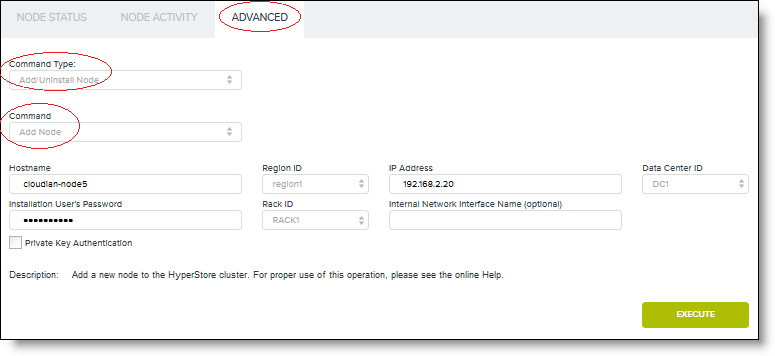 NODE STATUS NODE ACTIVITY ADVANCED
Command Type:
Add/Uninstall Node
Command
Add Node
Hostname Region ID IP Address Data Center ID
cloudian-node5 region1 192.168.2.20 DC1
Installation User's Password Rack ID Internal Network Interface Name (optional)
•••••••••• RACK1
Private Key Authentication
Description: Add a new node to the HyperStore cluster. For proper use of this operation, please see the online Help.
EXECUTE